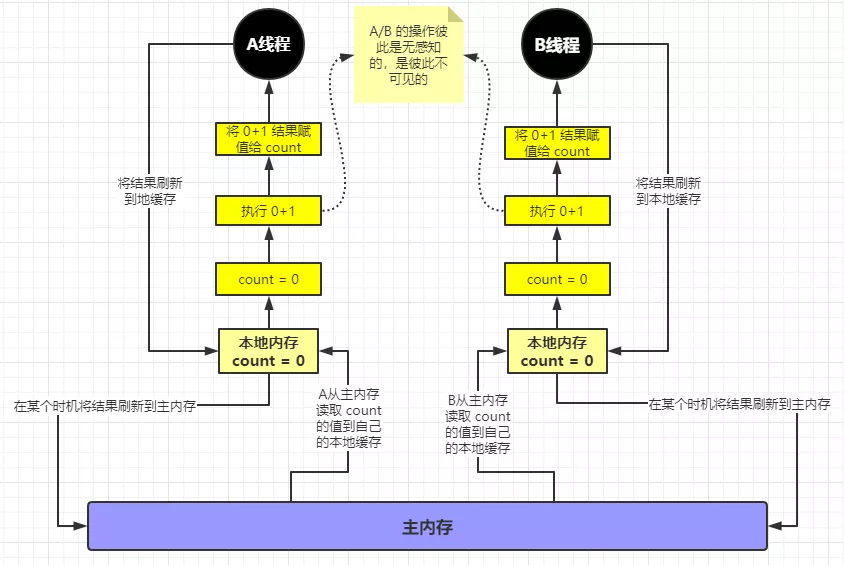 A线程
A/B 的操作彼
此是无感知
的，是彼此不
可见的
B线程
将 0+1 结果赋
值给 count
将 0+1 结果赋
值给 count
将结果刷新
到地缓存
将结果刷新
到本地缓存
执行 0+1
执行 0+1
count = 0
count = 0
本地内存
count = 0
本地内存
count = 0
在某个时机将结果刷新到主内存
A从主内存
读取 count
的值到自己
的本地缓存
B从主内存
读取 count
的值到自己
的本地缓存
在某个时机将结果刷新到主内存
主内存